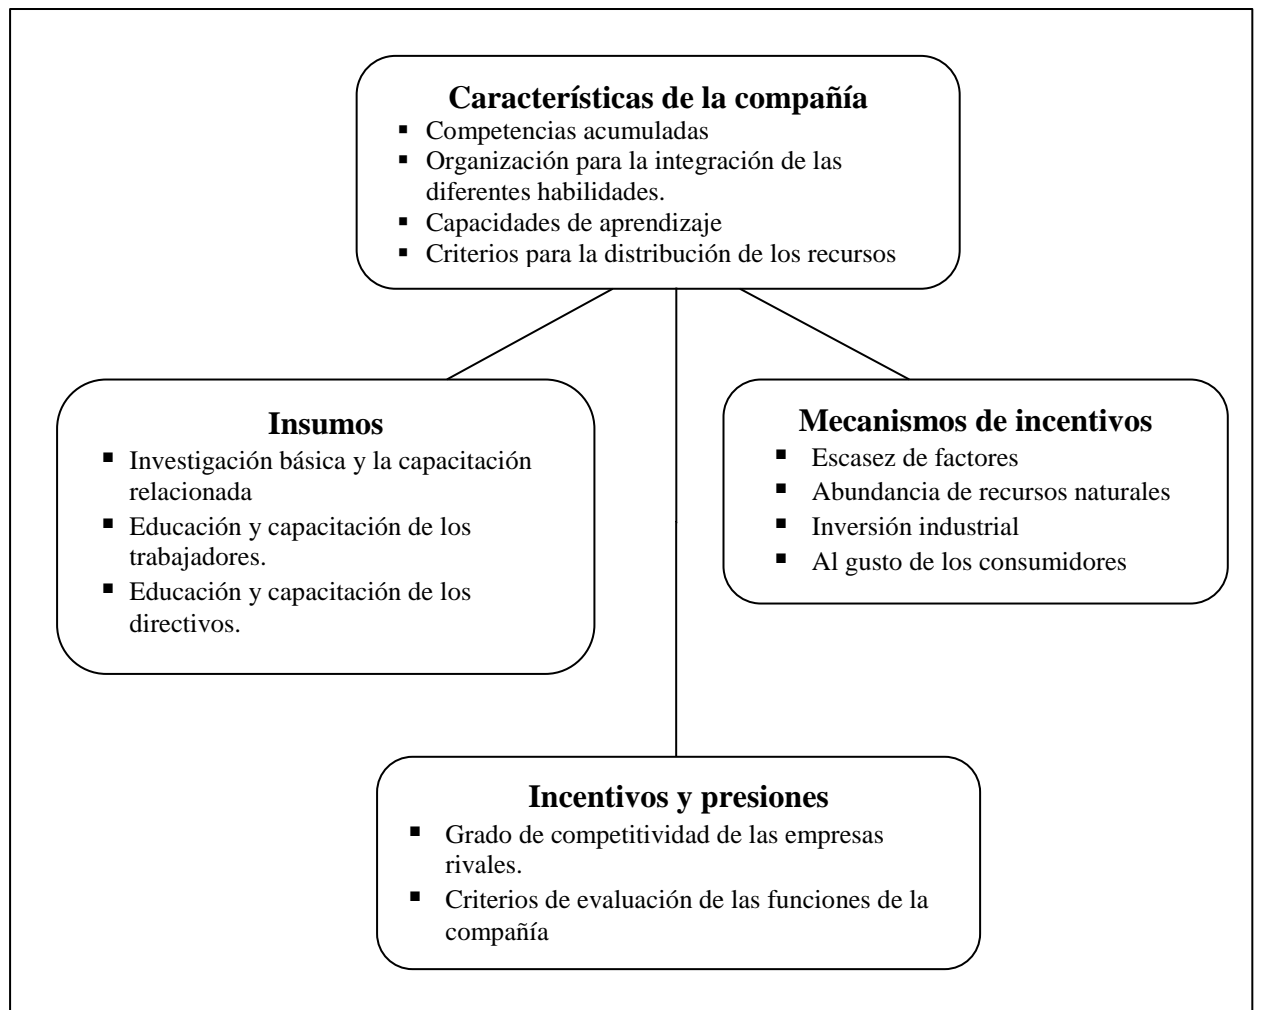 Características de la compañía
▪ Competencias acumuladas
▪ Organización para la integración de las
diferentes habilidades.
▪ Capacidades de aprendizaje
▪ Criterios para la distribución de los recursos
Insumos
▪ Investigación básica y la capacitación
relacionada
▪ Educación y capacitación de los
trabajadores.
▪ Educación y capacitación de los
directivos.
Mecanismos de incentivos
▪ Escasez de factores
▪ Abundancia de recursos naturales
▪ Inversión industrial
▪ Al gusto de los consumidores
Incentivos y presiones
▪ Grado de competitividad de las empresas
rivales.
▪ Criterios de evaluación de las funciones de la
compañía